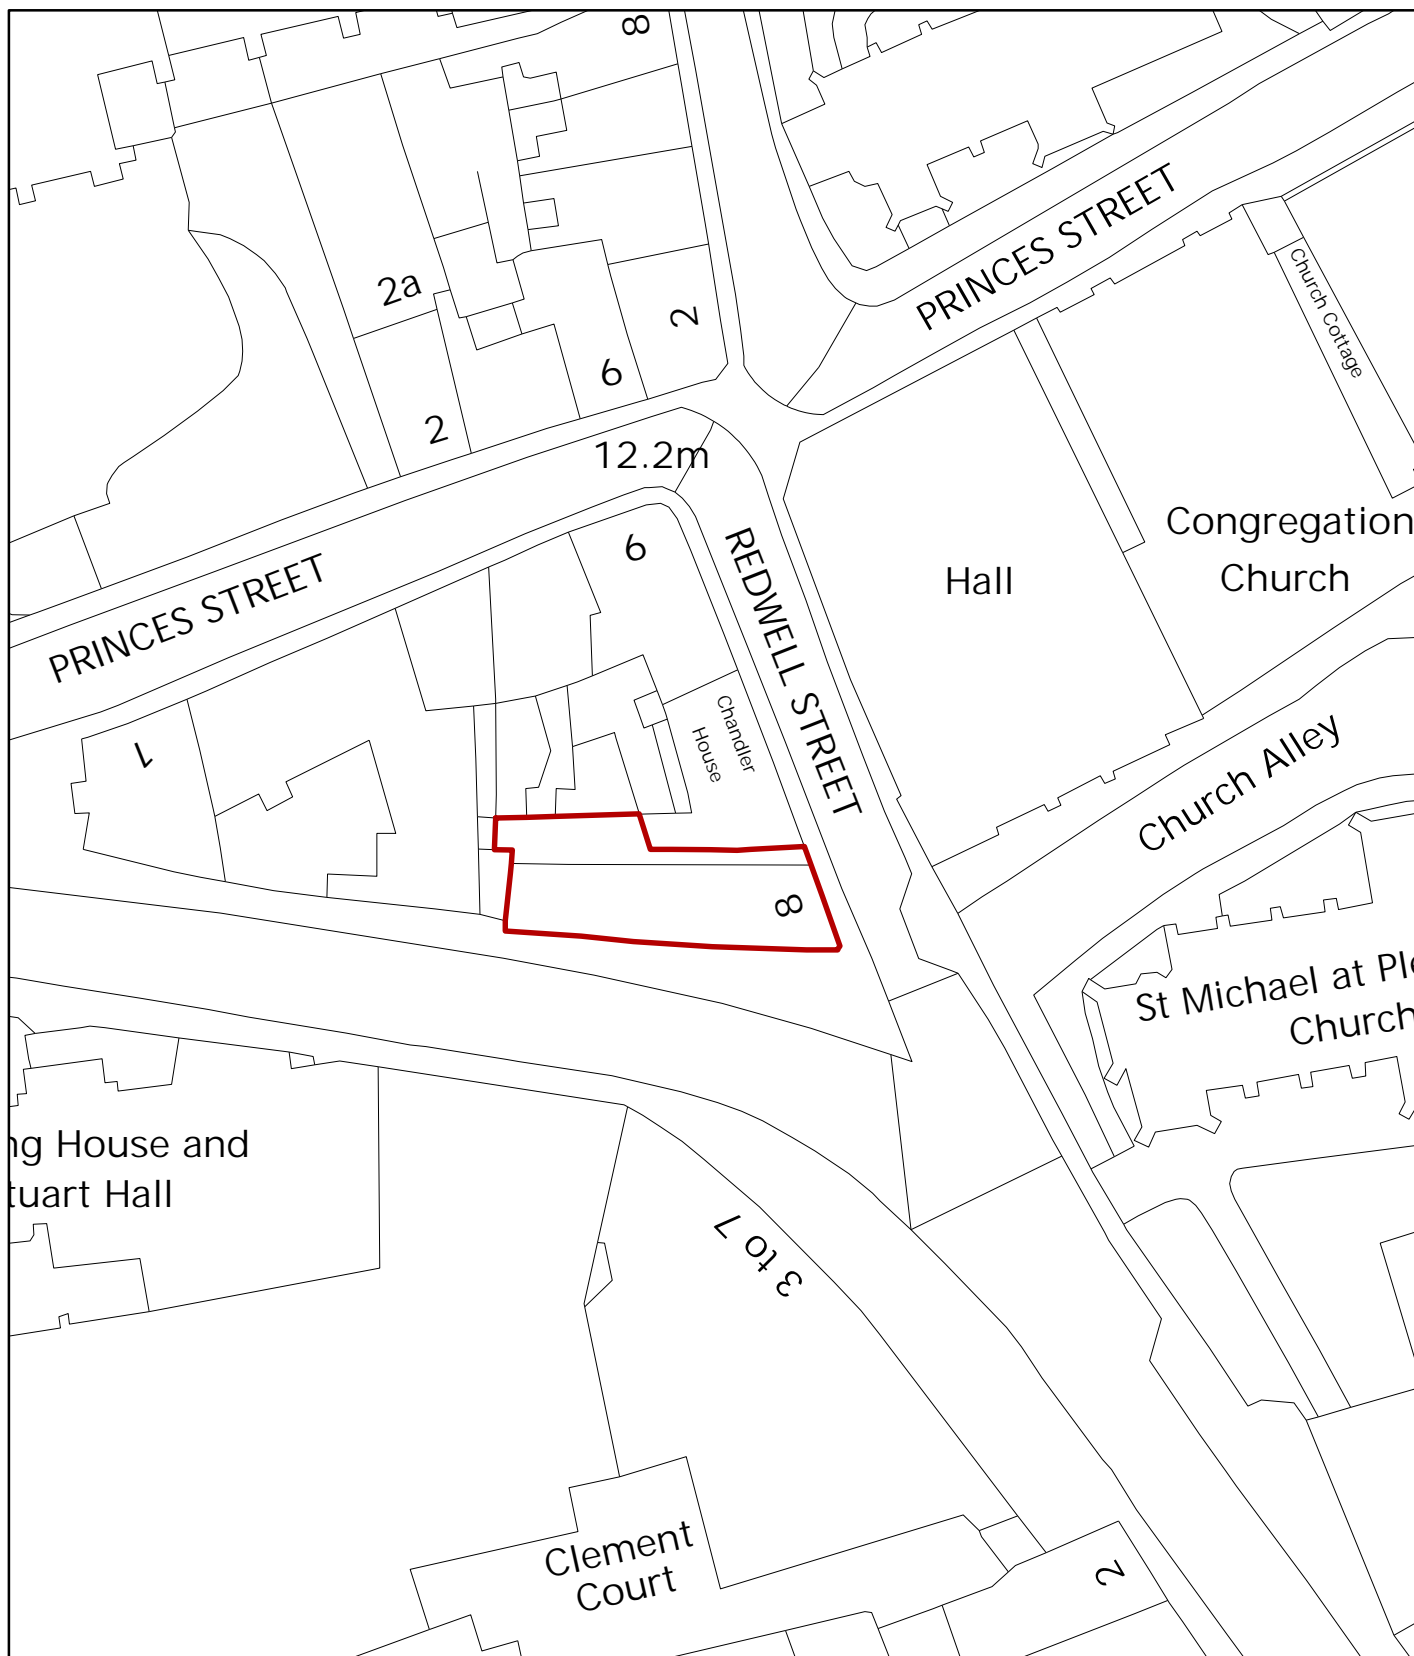 8
2a
2
6
2
PRINCES STREET
Church Cottage
12.2m
6
REDWELL STREET
Hall
Congregation
Church
PRINCES STREET
1
Chandler
House
Church Alley
8
St Michael at Ple
Church
ng House and
tuart Hall
3 to 7
Clement
Court
2